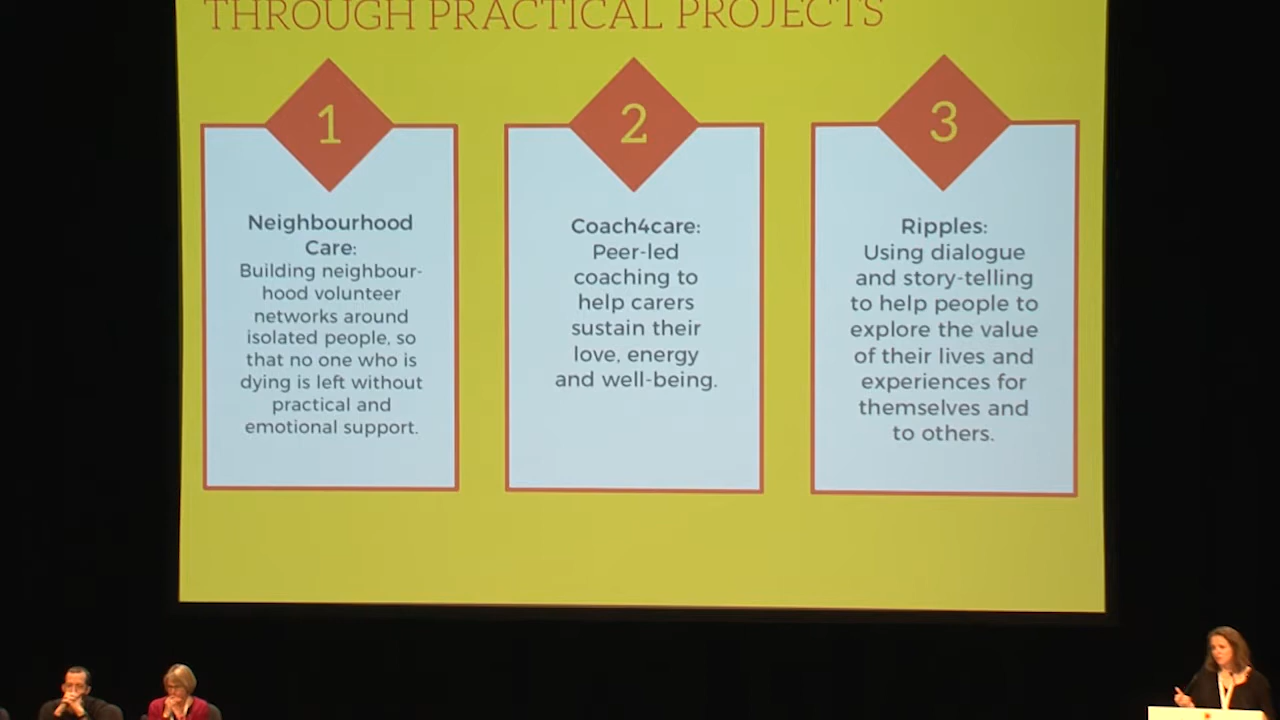 THROUGH PRACTICAL PROJECTS
1
Neighbourhood
Care:
Building neighbour-
hood volunteer
networks around
isolated people, so
that no one who is
dying is left without
practical and
emotional support.
2
Coach4care:
Peer-led
coaching to
help carers
sustain their
love, energy
and well-being.
3
Ripples:
Using dialogue
and story-telling
to help people to
explore the value
of their lives and
experiences for
themselves and
to others.